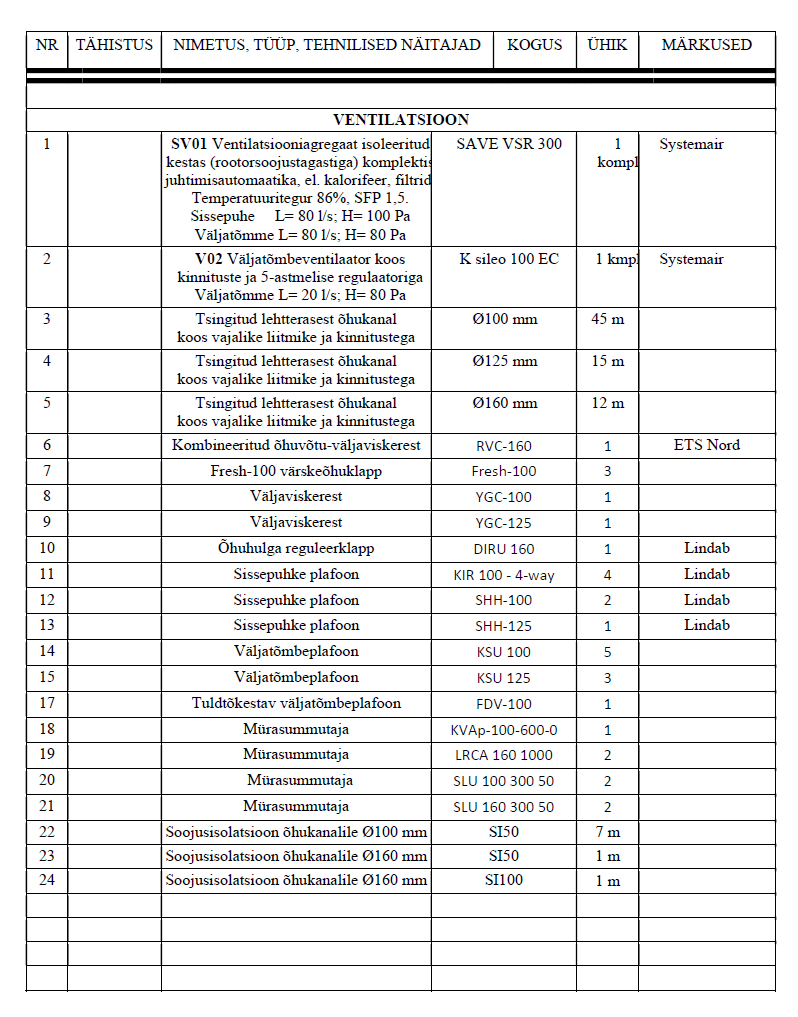 NR TÄHISTUS NIMETUS, TÜÜP, TEHNILISED NÄITAJAD KOGUS ÜHIK MÄRKUSED
VENTILATSIOON
1 SV01 Ventilatsiooniagregaat isoleeritud SAVE VSR 300 1 Systemair
kestas (rootorsoojustagastiga) komplektis kompl
juhtimisautomaatika, el. kalorifeer, filtrid
Temperatuuritegur 86%, SFP 1,5.
Sissepuhe L= 80 l/s; H= 100 Pa
Väljatõmme L= 80 l/s; H= 80 Pa
2 V02 Väljatõmbeventilaator koos K sileo 100 EC 1 kmpl Systemair
kinnituste ja 5-astmelise regulaatoriga
Väljatõmme L= 20 l/s; H= 80 Pa
3 Tsingitud lehtterasest õhukanal Ø100 mm 45 m
koos vajalike liitmike ja kinnitustega
4 Tsingitud lehtterasest õhukanal Ø125 mm 15 m
koos vajalike liitmike ja kinnitustega
5 Tsingitud lehtterasest õhukanal Ø160 mm 12 m
koos vajalike liitmike ja kinnitustega
6 Kombineeritud õhuvõtu-väljaviskerest RVC-160 1 ETS Nord
7 Fresh-100 värskeõhuklapp Fresh-100 3
8 Väljaviskerest YGC-100 1
9 Väljaviskerest YGC-125 1
10 Õhuhulga reguleerklapp DIRU 160 1 Lindab
11 Sissepuhke plafoon KIR 100 - 4-way 4 Lindab
12 Sissepuhke plafoon SHH-100 2 Lindab
13 Sissepuhke plafoon SHH-125 1 Lindab
14 Väljatõmbeplafoon KSU 100 5
15 Väljatõmbeplafoon KSU 125 3
17 Tuldtõkestav väljatõmbeplafoon FDV-100 1
18 Mürasummutaja KVAp-100-600-0 1
19 Mürasummutaja LRCA 160 1000 2
20 Mürasummutaja SLU 100 300 50 2
21 Mürasummutaja SLU 160 300 50 2
22 Soojusisolatsioon õhukanalile Ø100 mm SI50 7 m
23 Soojusisolatsioon õhukanalile Ø160 mm SI50 1 m
24 Soojusisolatsioon õhukanalile Ø160 mm SI100 1 m